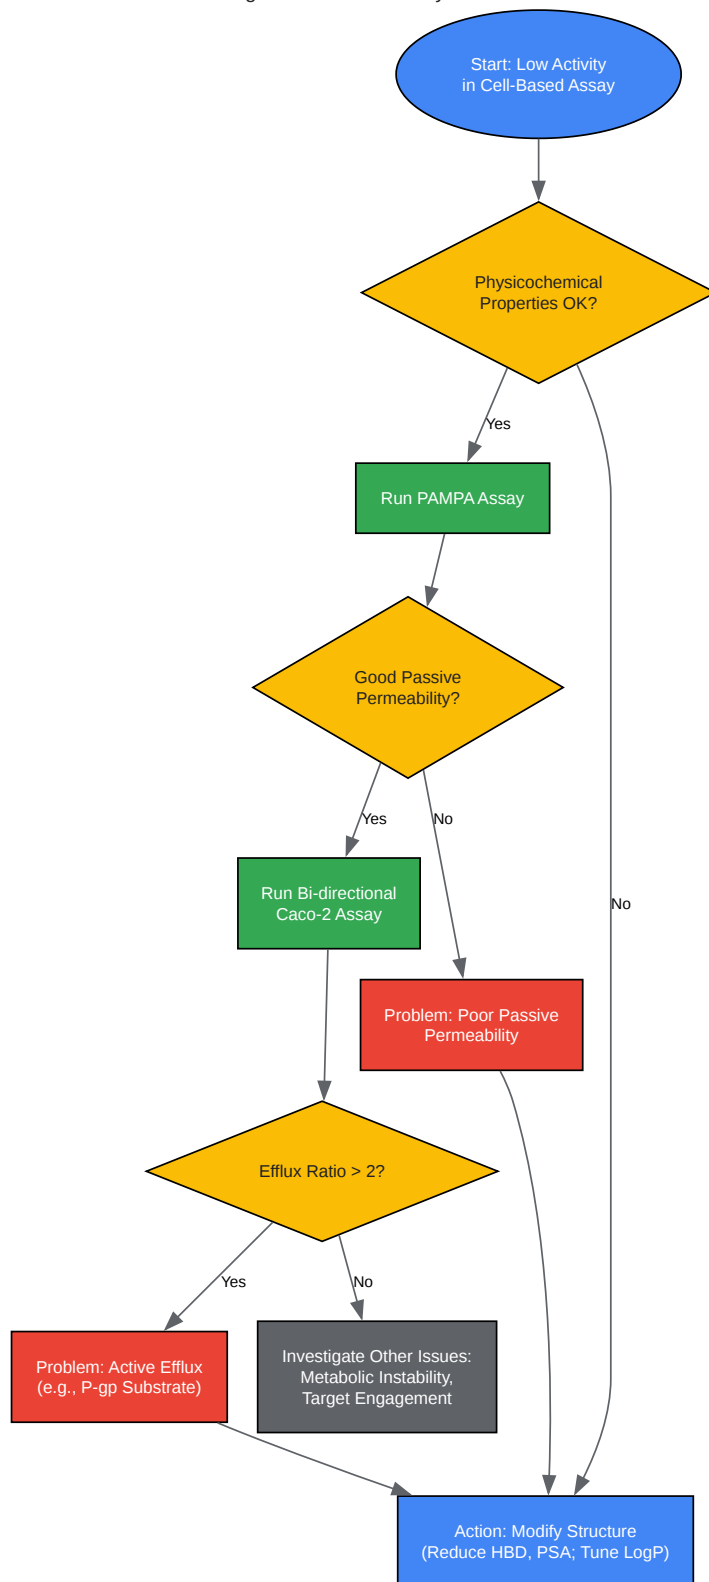 Start: Low Activity
in Cell-Based Assay
Physicochemical
Properties OK?
Yes
Run PAMPA Assay
Good Passive
Permeability?
Yes
No
Run Bi-directional
Caco-2 Assay
No
Problem: Poor Passive
Permeability
Efflux Ratio > 2?
Yes
No
Problem: Active Efflux
(e.g., P-gp Substrate)
Investigate Other Issues:
Metabolic Instability,
Target Engagement
Action: Modify Structure
(Reduce HBD, PSA; Tune LogP)